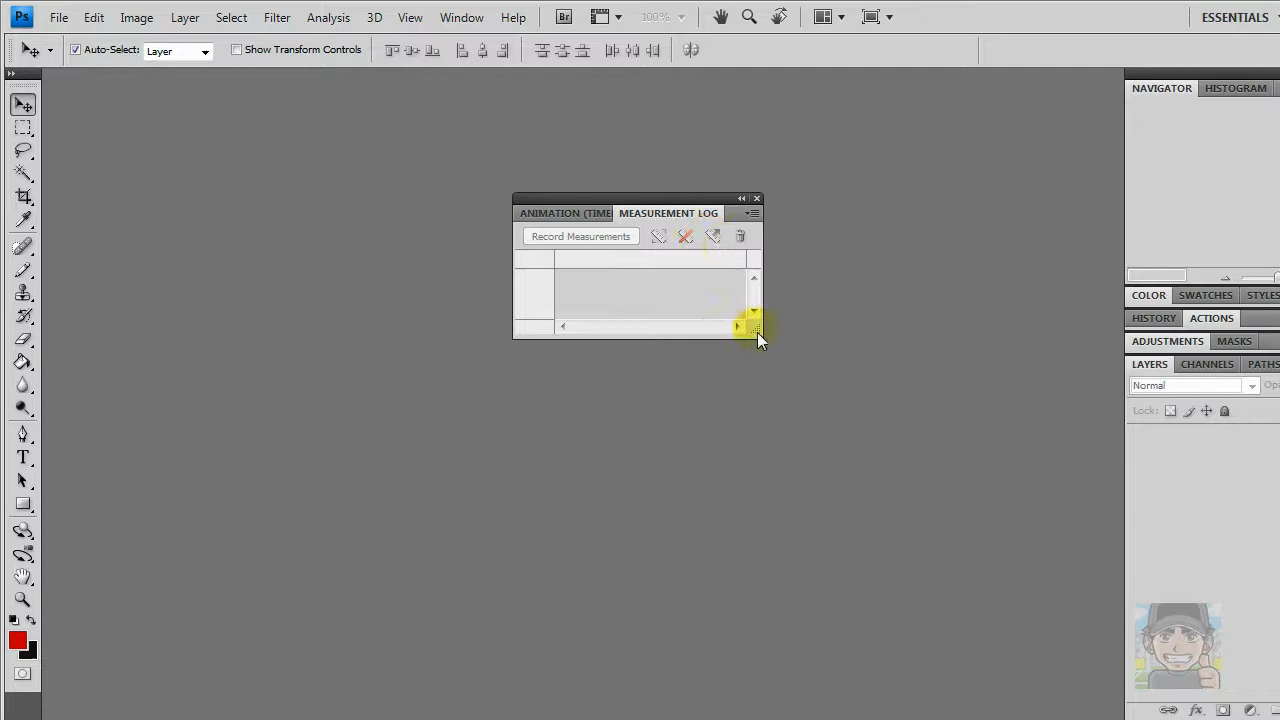 Ps File Edit Image Layer Select Filter Analysis 3D View Window Help Br 100% ESSENTIALS
Auto-Select: Layer Show Transform Controls
NAVIGATOR HISTOGRAM
ANIMATION (TIME MEASUREMENT LOG
Record Measurements
COLOR SWATCHES STYLES
HISTORY ACTIONS
ADJUSTMENTS MASKS
LAYERS CHANNELS PATHS
Normal Opa
Lock:
T
fx